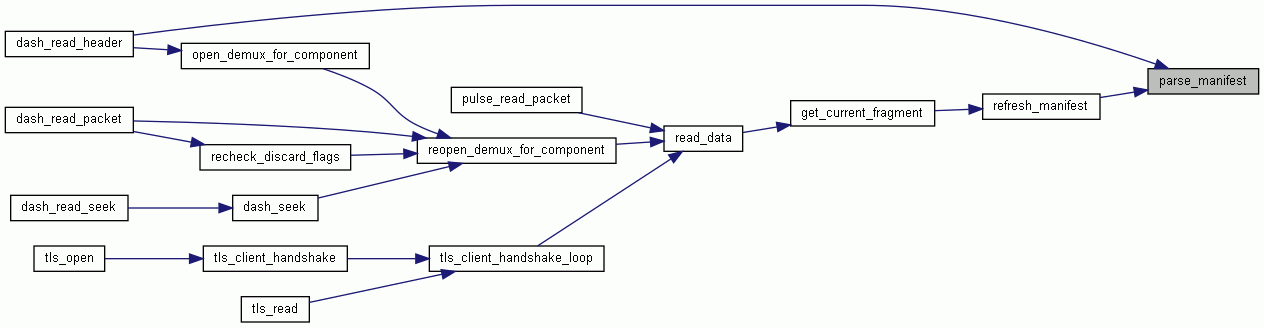 dash_read_header
open_demux_for_component
parse_manifest
pulse_read_packet
refresh_manifest
dash_read_packet
get_current_fragment
read_data
recheck_discard_flags
reopen_demux_for_component
dash_read_seek
dash_seek
tls_open
tls_client_handshake
tls_client_handshake_loop
tls_read